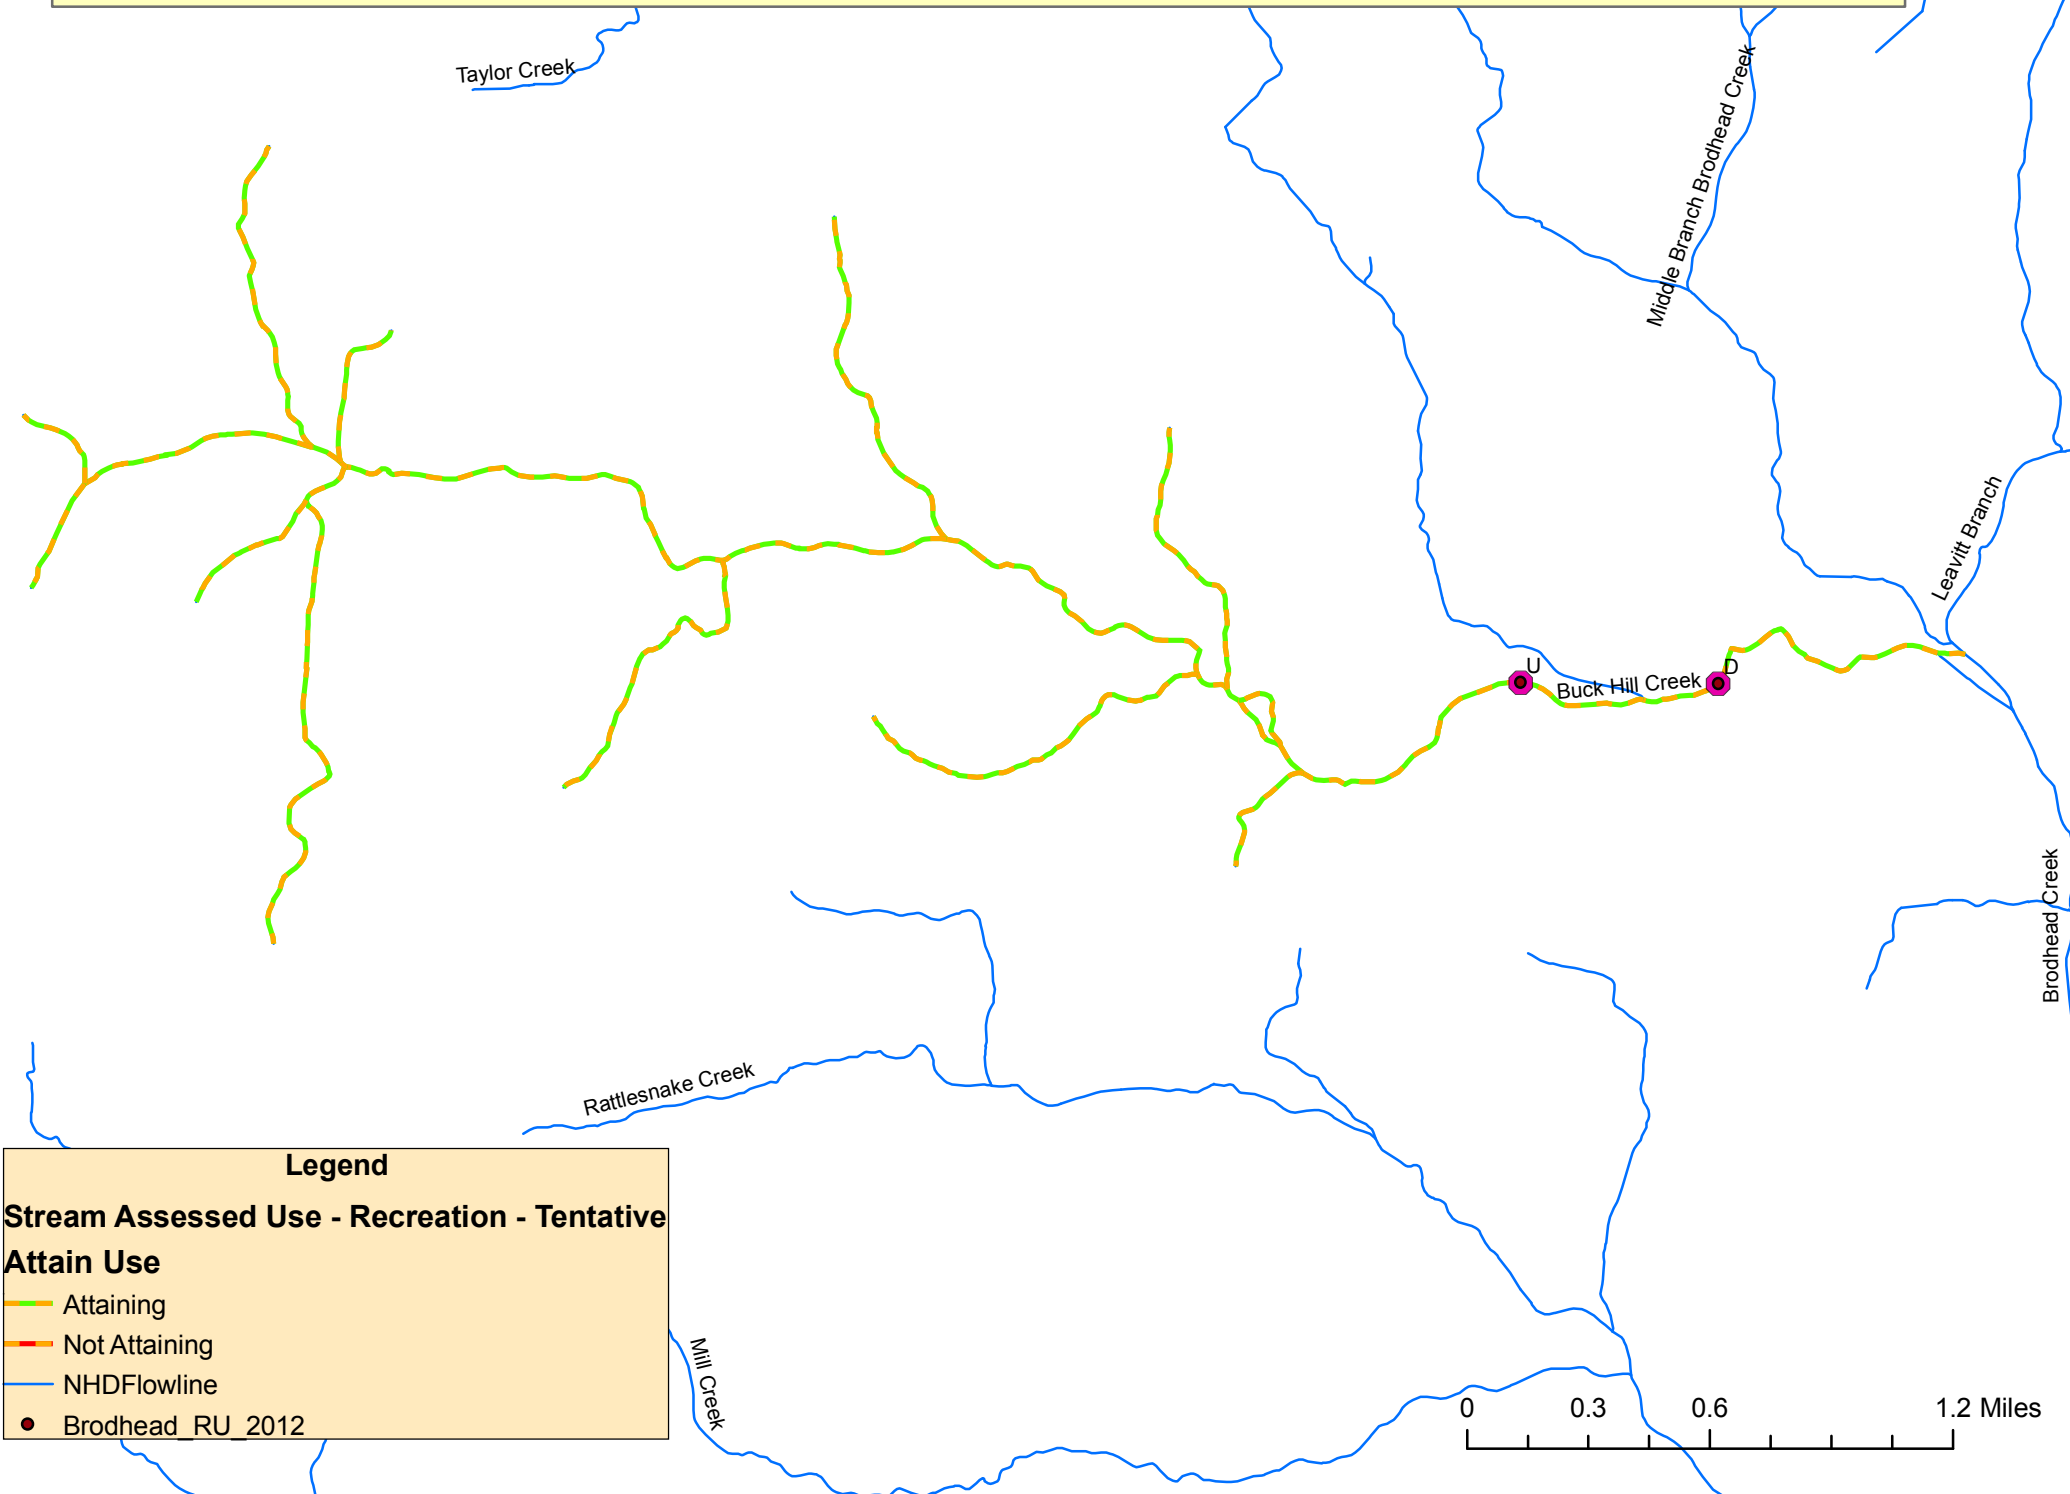 Taylor Creek
Middle Branch Brodhead Creek
Leavitt Branch
U
Buck Hill Creek
D
Brodhead Creek
Rattlesnake Creek
Legend
Stream Assessed Use - Recreation - Tentative
Attain Use
Attaining
Not Attaining
NHDFlowline
Brodhead_RU_2012
Mill Creek
0 0.3 0.6 1.2 Miles